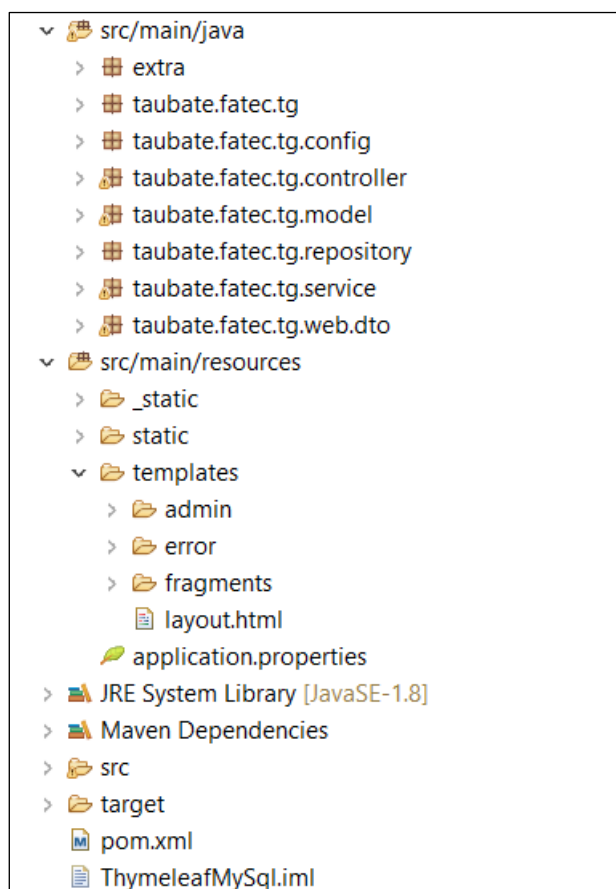 src/main/java
extra
taubate.fatec.tg
taubate.fatec.tg.config
taubate.fatec.tg.controller
taubate.fatec.tg.model
taubate.fatec.tg.repository
taubate.fatec.tg.service
taubate.fatec.tg.web.dto
src/main/resources
_static
static
templates
admin
error
fragments
layout.html
application.properties
JRE System Library [JavaSE-1.8]
Maven Dependencies
src
target
pom.xml
ThymeleafMySql.iml